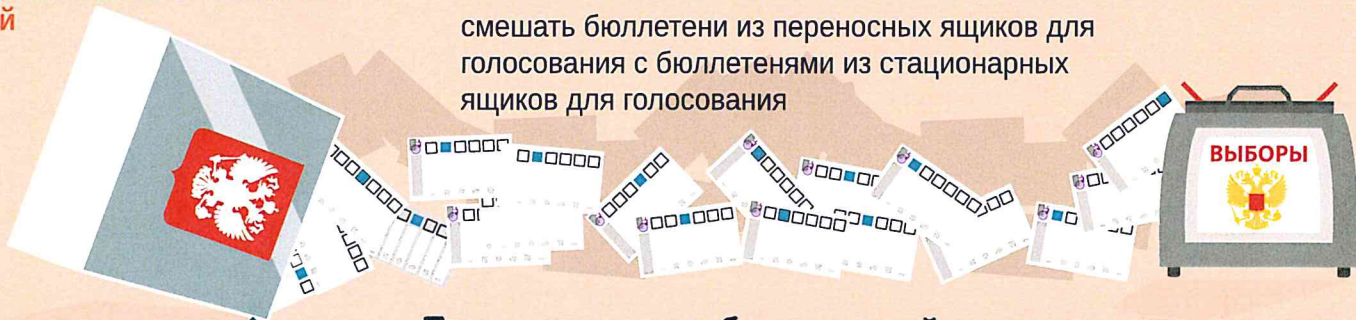 й
смешать бюллетени из переносных ящиков для
голосования с бюллетенями из стационарных
ящиков для голосования
ВЫБОРЫ